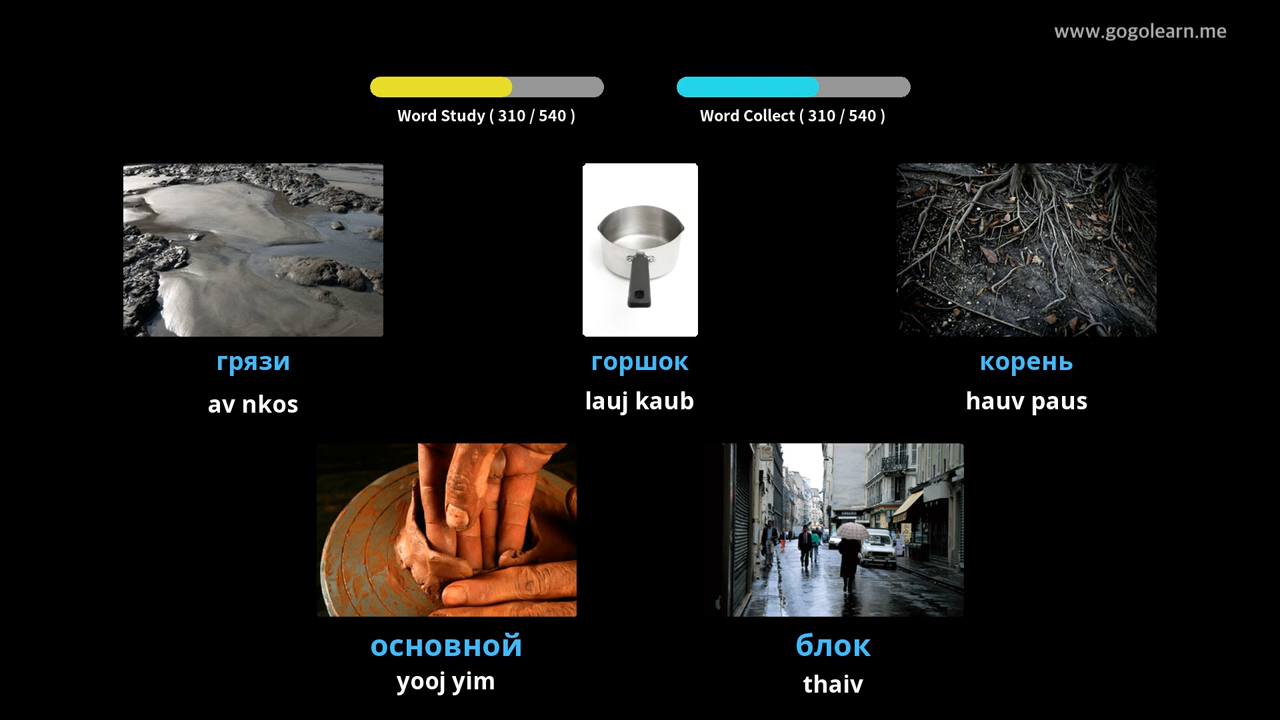 www.gogolearn.me
Word Study ( 310 / 540 )
Word Collect ( 310 / 540 )
грязи
av nkos
горшок
lauj kaub
корень
hauv paus
основной
yooj yim
блок
thaiv